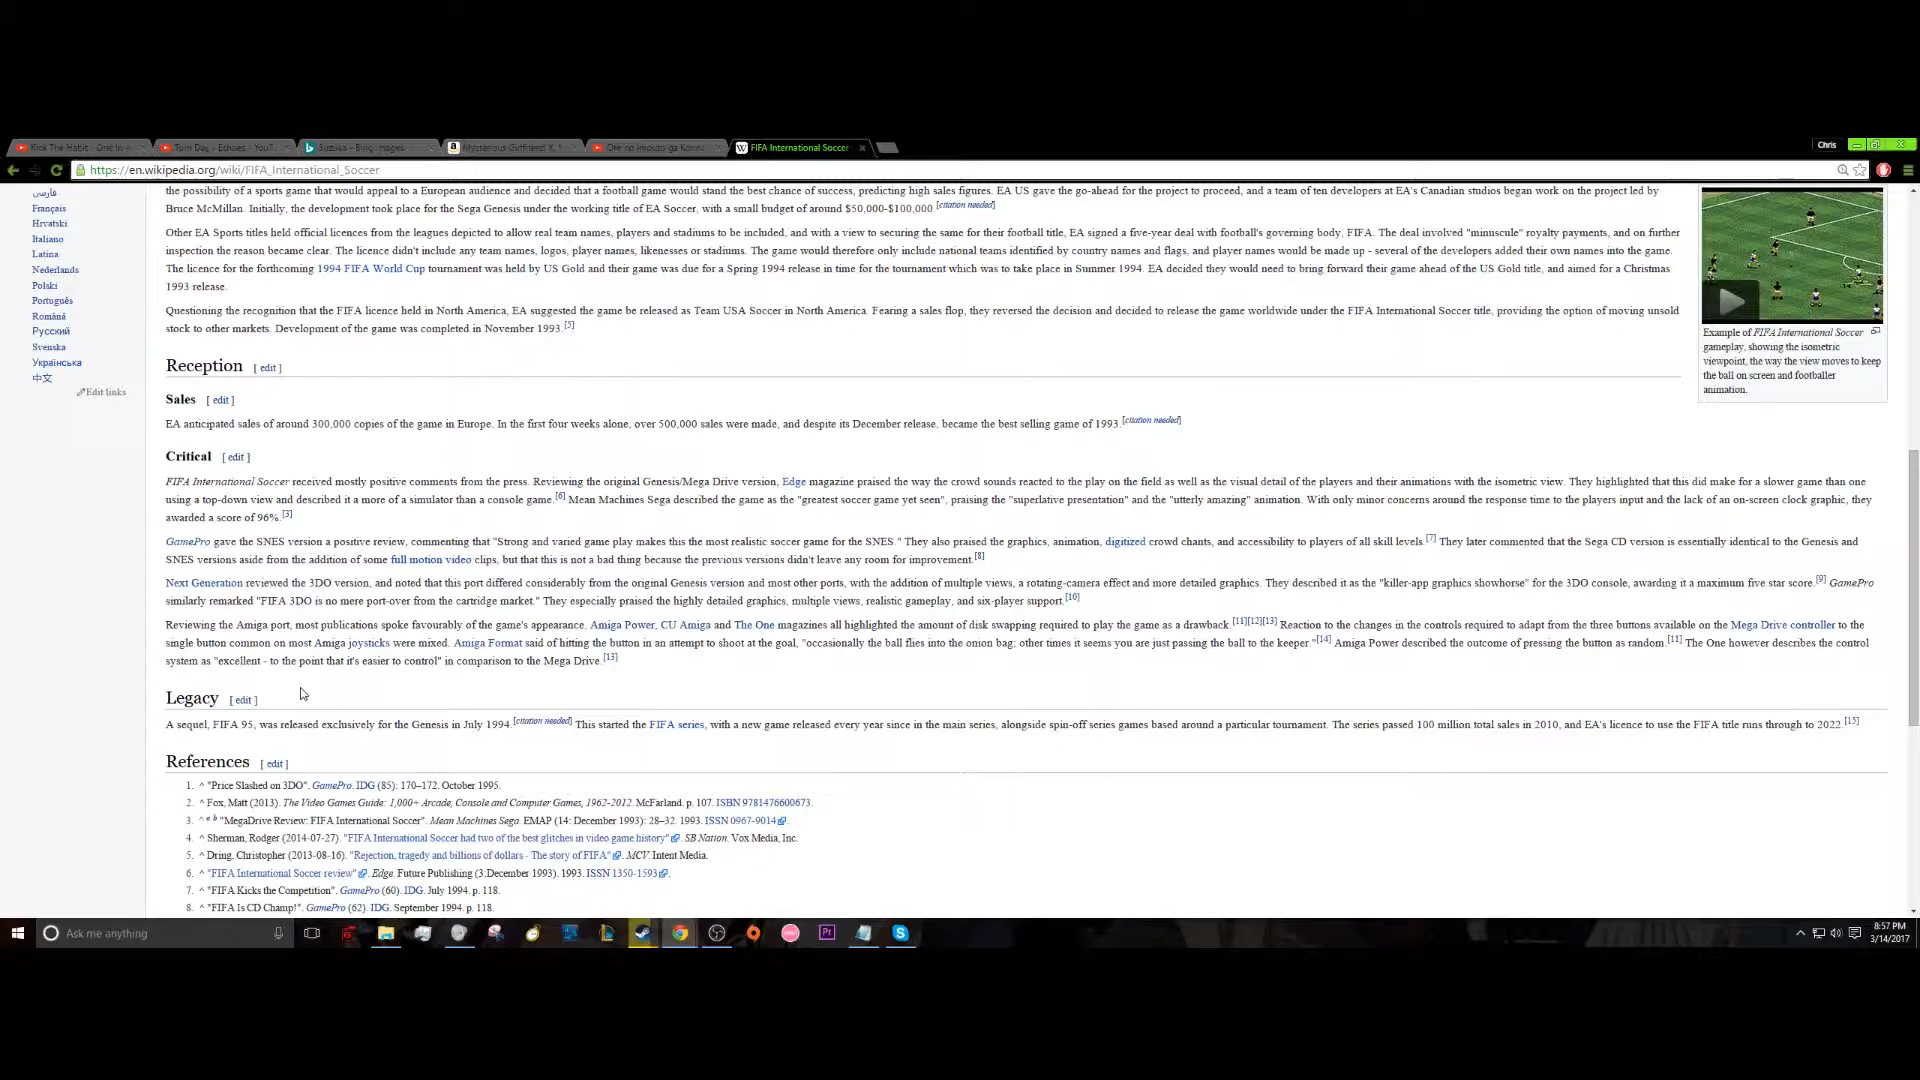 Kick The Habit - One In
Tom Day - Echoes - YouT
Suzuka - Bing images
Mysterious Girlfriend X, S
Ore no Imouto ga Konna
FIFA International Soccer
Chris
https://en.wikipedia.org/wiki/FIFA_International_Soccer
فارسی
Français
Hrvatski
Italiano
Latina
Nederlands
Polski
Português
Română
Русский
Svenska
Українська
中文
Edit links
the possibility of a sports game that would appeal to a European audience and decided that a football game would stand the best chance of success, predicting high sales figures. EA US gave the go-ahead for the project to proceed, and a team of ten developers at EA's Canadian studios began work on the project led by
Bruce McMillan. Initially, the development took place for the Sega Genesis under the working title of EA Soccer, with a small budget of around $50,000-$100,000 [citation needed]
Other EA Sports titles held official licences from the leagues depicted to allow real team names, players and stadiums to be included, and with a view to securing the same for their football title, EA signed a five-year deal with football's governing body, FIFA. The deal involved "minuscule" royalty payments, and on further
inspection the reason became clear. The licence didn't include any team names, logos, player names, likenesses or stadiums. The game would therefore only include national teams identified by country names and flags, and player names would be made up - several of the developers added their own names into the game.
The licence for the forthcoming 1994 FIFA World Cup tournament was held by US Gold and their game was due for a Spring 1994 release in time for the tournament which was to take place in Summer 1994. EA decided they would need to bring forward their game ahead of the US Gold title, and aimed for a Christmas
1993 release.
Questioning the recognition that the FIFA licence held in North America, EA suggested the game be released as Team USA Soccer in North America. Fearing a sales flop, they reversed the decision and decided to release the game worldwide under the FIFA International Soccer title, providing the option of moving unsold
stock to other markets. Development of the game was completed in November 1993.[5]
Example of FIFA International Soccer
gameplay, showing the isometric
viewpoint, the way the view moves to keep
the ball on screen and footballer
animation.
Reception [ edit ]
Sales [ edit ]
EA anticipated sales of around 300,000 copies of the game in Europe. In the first four weeks alone, over 500,000 sales were made, and despite its December release, became the best selling game of 1993.[citation needed]
Critical [ edit ]
FIFA International Soccer received mostly positive comments from the press. Reviewing the original Genesis/Mega Drive version, Edge magazine praised the way the crowd sounds reacted to the play on the field as well as the visual detail of the players and their animations with the isometric view. They highlighted that this did make for a slower game than one
using a top-down view and described it a more of a simulator than a console game.[6] Mean Machines Sega described the game as the "greatest soccer game yet seen", praising the "superlative presentation" and the "utterly amazing" animation. With only minor concerns around the response time to the players input and the lack of an on-screen clock graphic, they
awarded a score of 96%.[3]
GamePro gave the SNES version a positive review, commenting that "Strong and varied game play makes this the most realistic soccer game for the SNES." They also praised the graphics, animation, digitized crowd chants, and accessibility to players of all skill levels.[7] They later commented that the Sega CD version is essentially identical to the Genesis and
SNES versions aside from the addition of some full motion video clips, but that this is not a bad thing because the previous versions didn't leave any room for improvement.[8]
Next Generation reviewed the 3DO version, and noted that this port differed considerably from the original Genesis version and most other ports, with the addition of multiple views, a rotating-camera effect and more detailed graphics. They described it as the "killer-app graphics showhorse" for the 3DO console, awarding it a maximum five star score.[9] GamePro
similarly remarked "FIFA 3DO is no mere port-over from the cartridge market." They especially praised the highly detailed graphics, multiple views, realistic gameplay, and six-player support.[10]
Reviewing the Amiga port, most publications spoke favourably of the game's appearance. Amiga Power, CU Amiga and The One magazines all highlighted the amount of disk swapping required to play the game as a drawback.[11][12][13] Reaction to the changes in the controls required to adapt from the three buttons available on the Mega Drive controller to the
single button common on most Amiga joysticks were mixed. Amiga Format said of hitting the button in an attempt to shoot at the goal, "occasionally the ball flies into the onion bag; other times it seems you are just passing the ball to the keeper."[14] Amiga Power described the outcome of pressing the button as random.[11] The One however describes the control
system as "excellent - to the point that it's easier to control" in comparison to the Mega Drive.[13]
Legacy [ edit ]
A sequel, FIFA 95, was released exclusively for the Genesis in July 1994.[citation needed] This started the FIFA series, with a new game released every year since in the main series, alongside spin-off series games based around a particular tournament. The series passed 100 million total sales in 2010, and EA's licence to use the FIFA title runs through to 2022.[15]
References [ edit ]
1. ^ "Price Slashed on 3DO". GamePro. IDG (85): 170–172. October 1995.
2. ^ Fox, Matt (2013). The Video Games Guide: 1,000+ Arcade, Console and Computer Games, 1962-2012. McFarland. p. 107. ISBN 9781476600673.
3. ^ a b "MegaDrive Review: FIFA International Soccer". Mean Machines Sega. EMAP (14: December 1993): 28–32. 1993. ISSN 0967-9014.
4. ^ Sherman, Rodger (2014-07-27). "FIFA International Soccer had two of the best glitches in video game history". SB Nation. Vox Media, Inc.
5. ^ Dring, Christopher (2013-08-16). "Rejection, tragedy and billions of dollars - The story of FIFA". MCV. Intent Media.
6. ^ "FIFA International Soccer review". Edge. Future Publishing (3:December 1993). 1993. ISSN 1350-1593.
7. ^ "FIFA Kicks the Competition". GamePro (60). IDG. July 1994. p. 118.
8. ^ "FIFA Is CD Champ!". GamePro (62). IDG. September 1994. p. 118.
Ask me anything
Pr
8:57 PM
3/14/2017